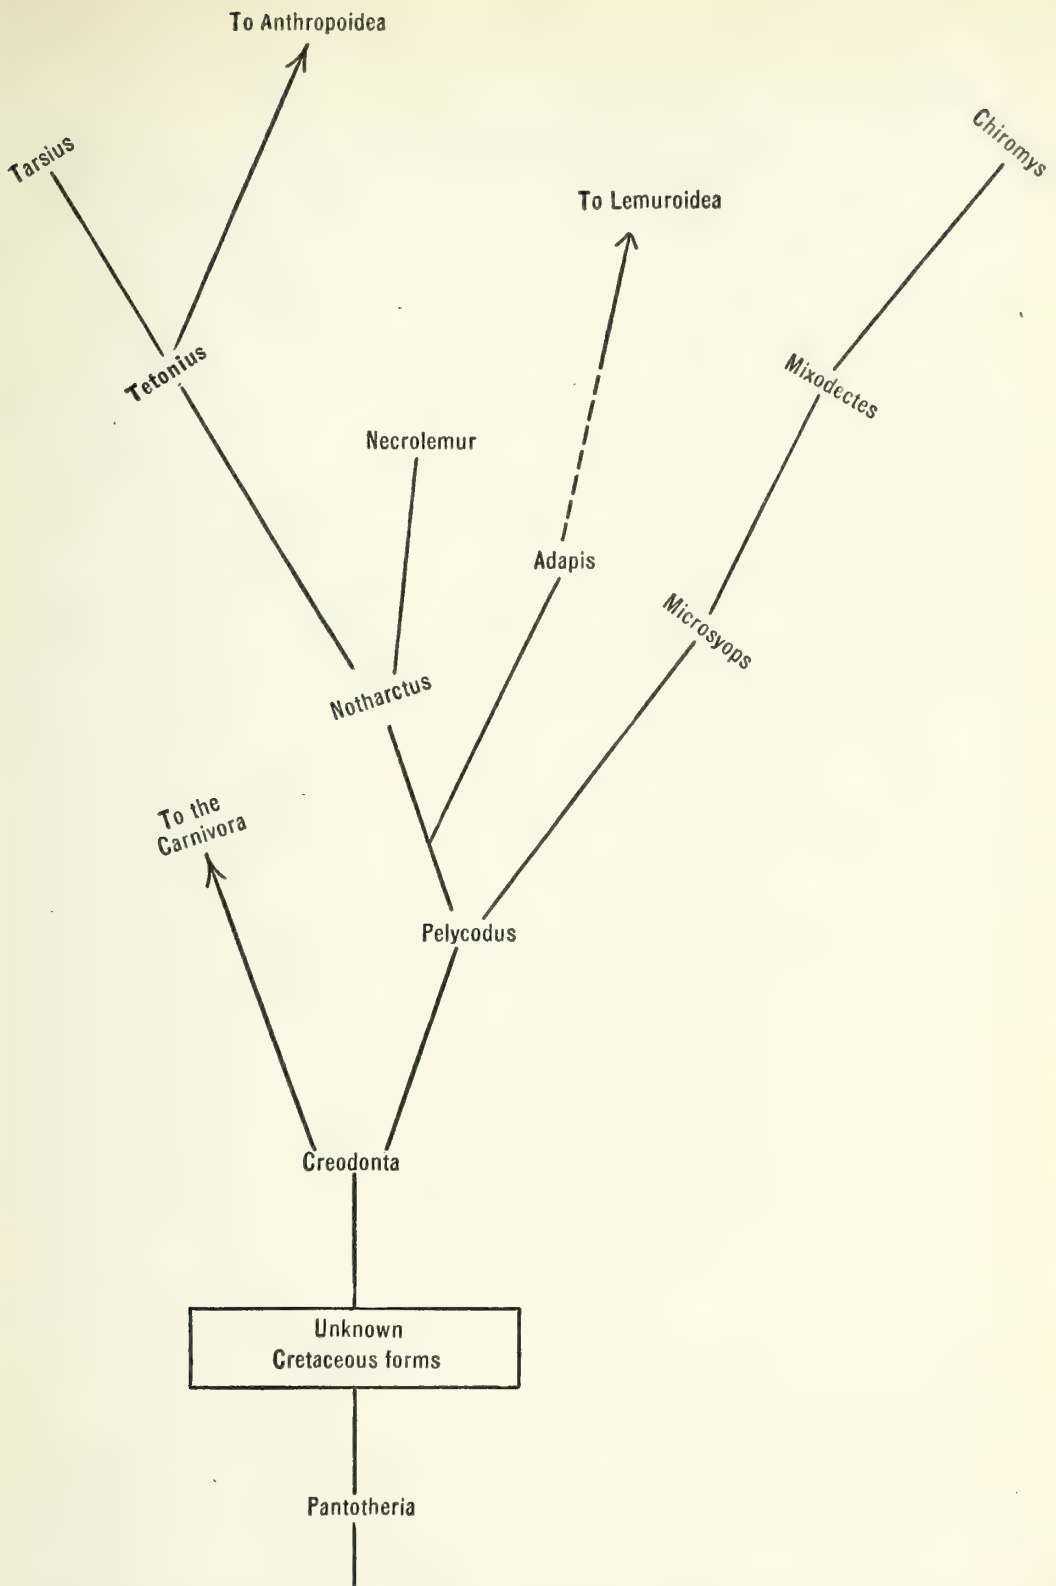 To Anthropoidea
Tarsius
Chiromys
To Lemuroidea
Tetonius
Mixodectes
Necrolemur
Adapis
Microsyops
Notharctus
To the
Carnivora
Pelycodus
Creodonta
Unknown
Cretaceous forms
Pantotheria